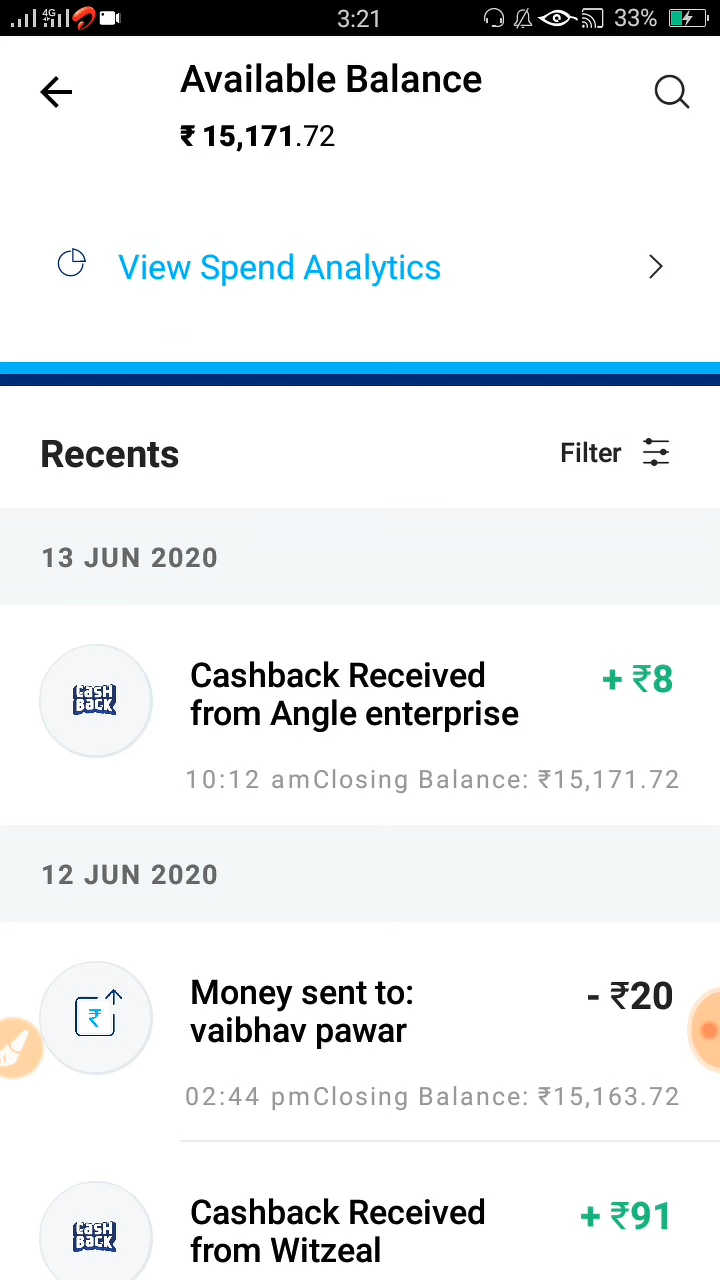 4G 3:21 33%
Available Balance
₹ 15,171.72
View Spend Analytics
Recents
Filter
13 JUN 2020
CASH BACK
Cashback Received
from Angle enterprise
+ ₹8
10:12 amClosing Balance: ₹15,171.72
12 JUN 2020
₹
Money sent to:
vaibhav pawar
- ₹20
02:44 pmClosing Balance: ₹15,163.72
CASH BACK
Cashback Received
from Witzeal
+ ₹91